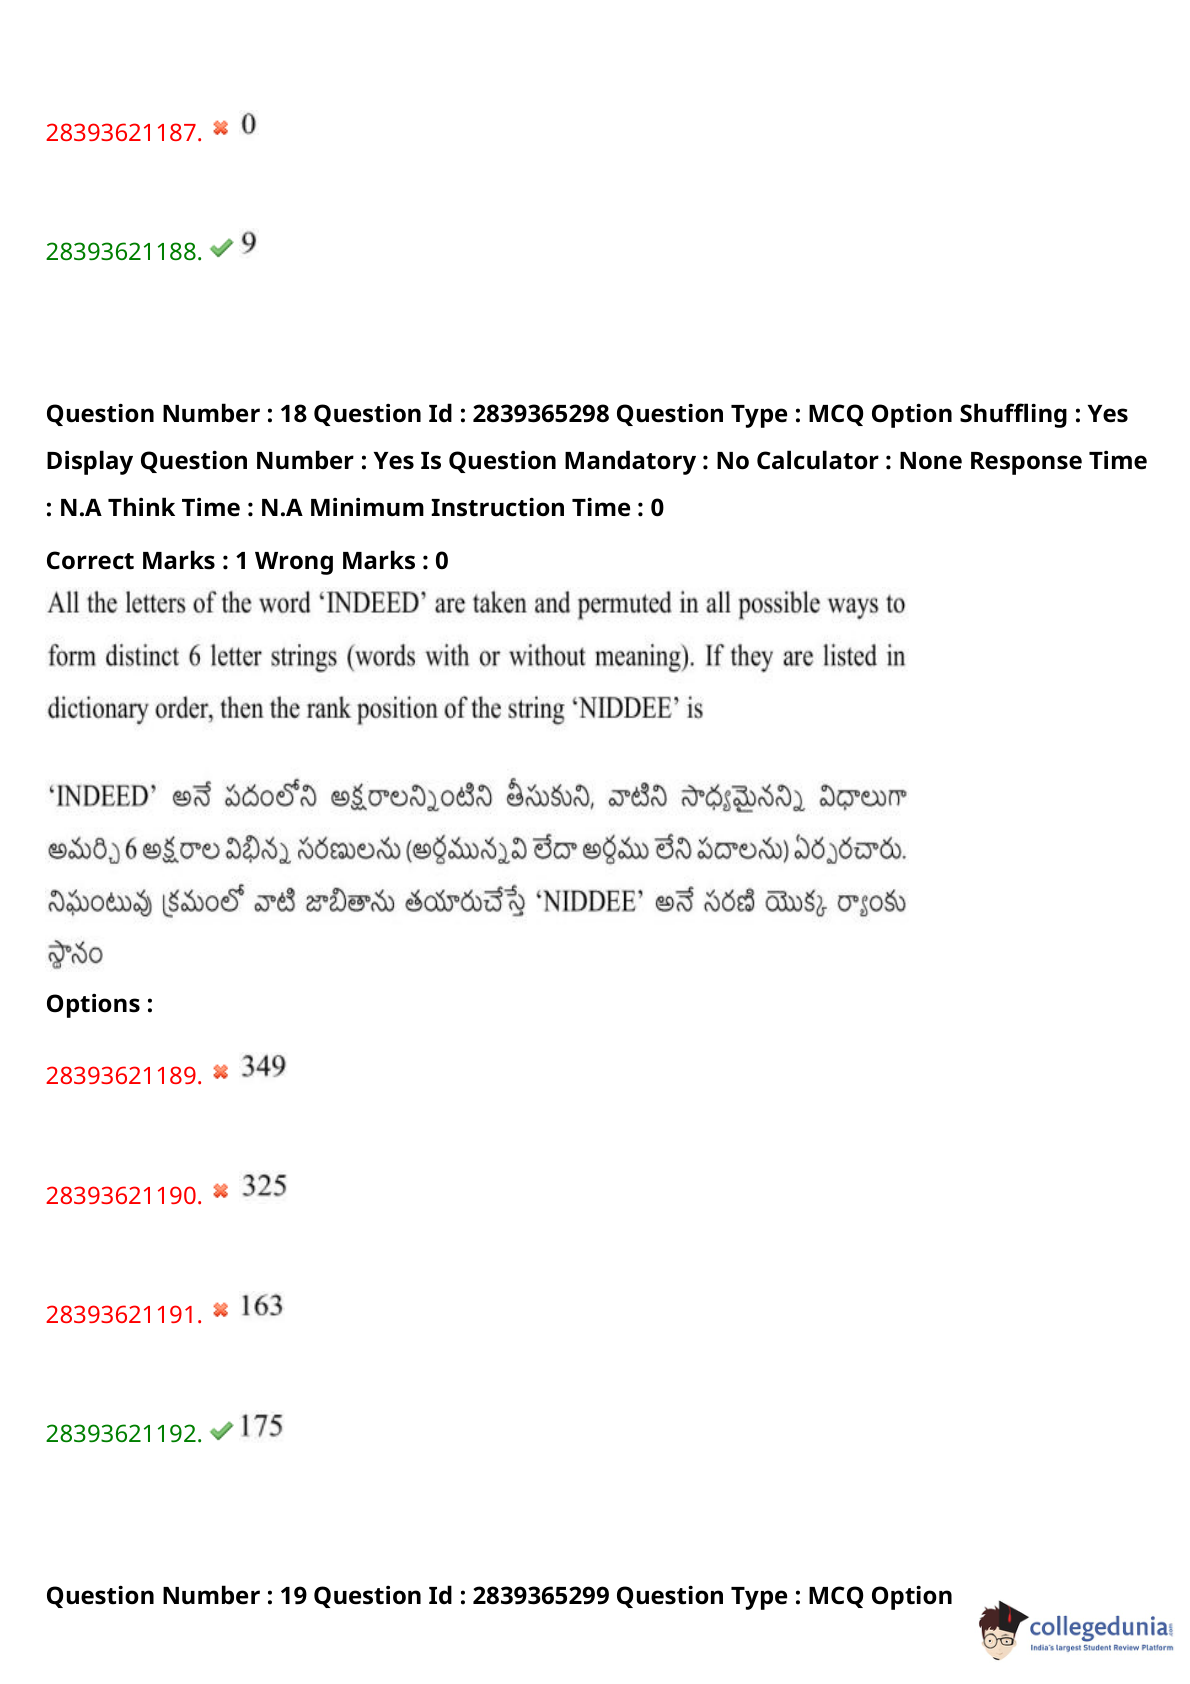 28393621187. 0
28393621188. 9
Question Number : 18 Question Id : 2839365298 Question Type : MCQ Option Shuffling : Yes
Display Question Number : Yes Is Question Mandatory : No Calculator : None Response Time
: N.A Think Time : N.A Minimum Instruction Time : 0
Correct Marks : 1 Wrong Marks : 0
All the letters of the word ‘INDEED’ are taken and permuted in all possible ways to
form distinct 6 letter strings (words with or without meaning). If they are listed in
dictionary order, then the rank position of the string ‘NIDDEE’ is
‘INDEED’ అనే పదంలోని అక్షరాలన్నింటిని తీసుకుని, వాటిని సాధ్యమైనన్ని విధాలుగా
అమర్చి 6 అక్షరాల విభిన్న సరణులను (అర్థమున్నవి లేదా అర్థము లేని పదాలను) ఏర్పరచారు.
నిఘంటువు క్రమంలో వాటి జాబితాను తయారుచేస్తే ‘NIDDEE’ అనే సరణి యొక్క ర్యాంకు
స్థానం
Options :
28393621189. 349
28393621190. 325
28393621191. 163
28393621192. 175
Question Number : 19 Question Id : 2839365299 Question Type : MCQ Option
collegedunia.com
India's largest Student Review Platform